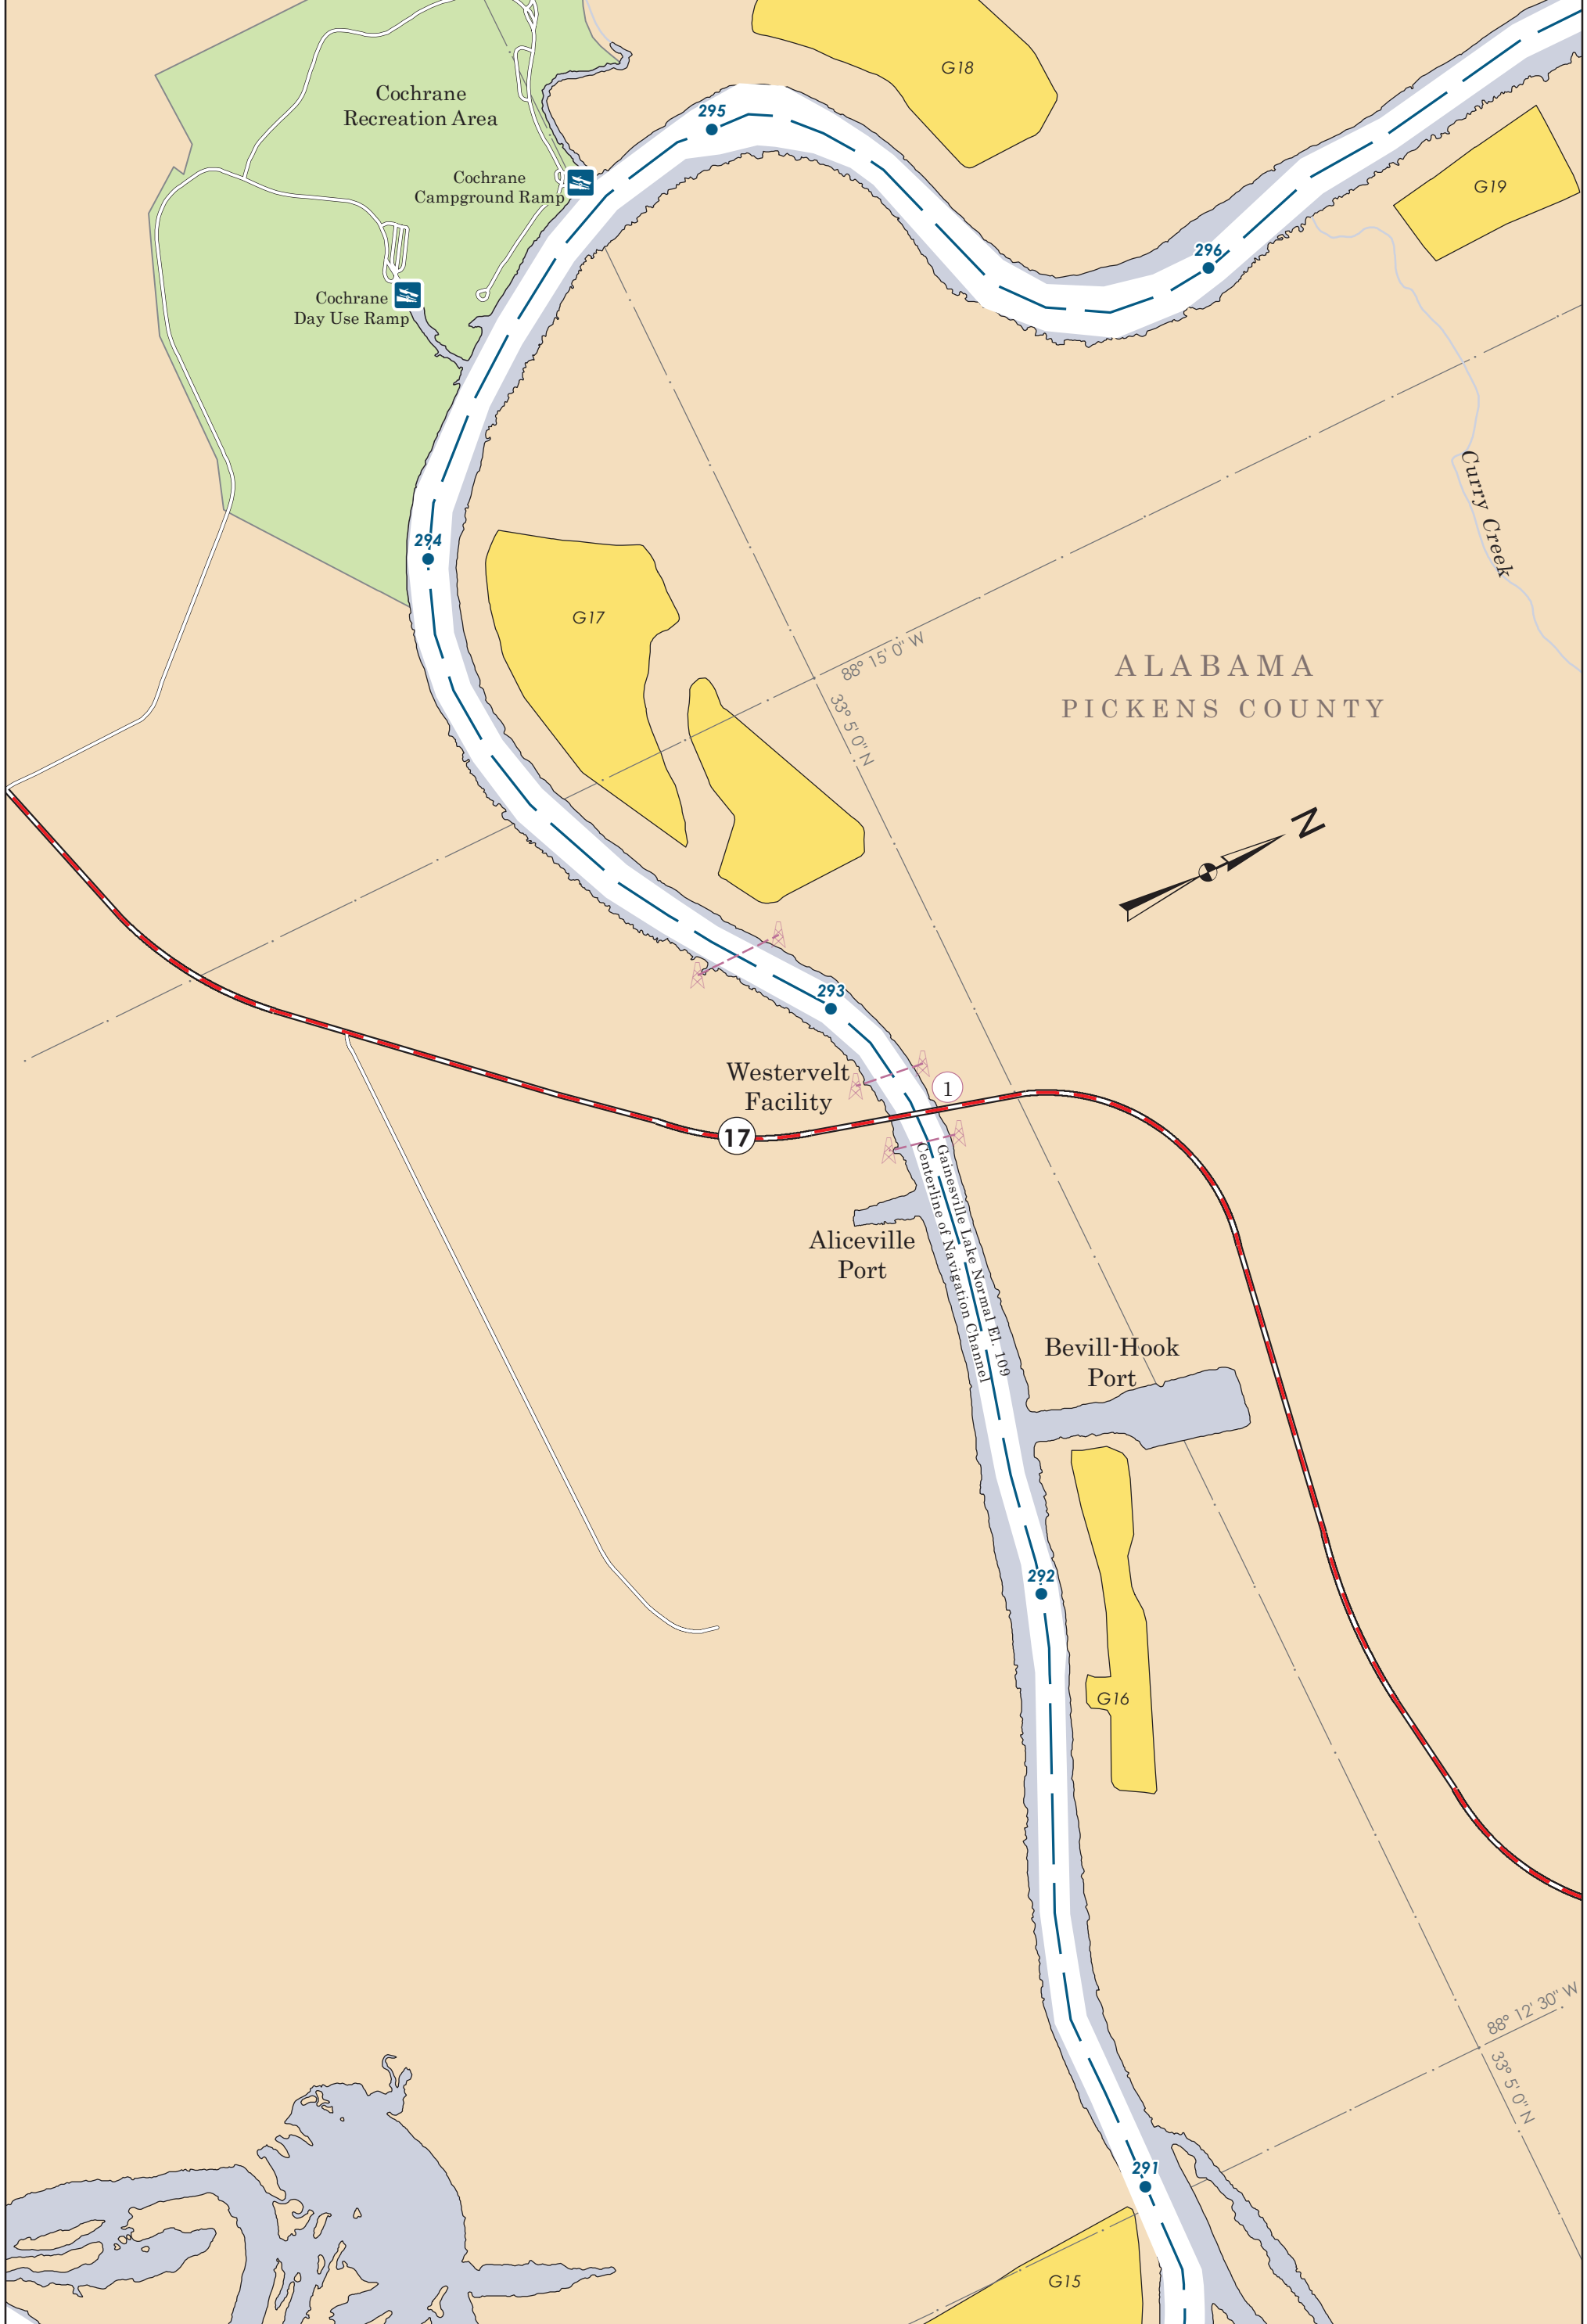 G18
Cochrane
Recreation Area
295
Cochrane
Campground Ramp
G19
296
Cochrane
Day Use Ramp
Curry Creek
294
G17
88° 15' 0" W
33° 5' 0" N
ALABAMA
PICKENS COUNTY
N
293
Westervelt
Facility
1
17
Gainesville Lake Normal El. 109
Centerline of Navigation Channel
Aliceville
Port
Bevill-Hook
Port
292
G16
88° 12' 30" W
33° 5' 0" N
291
G15